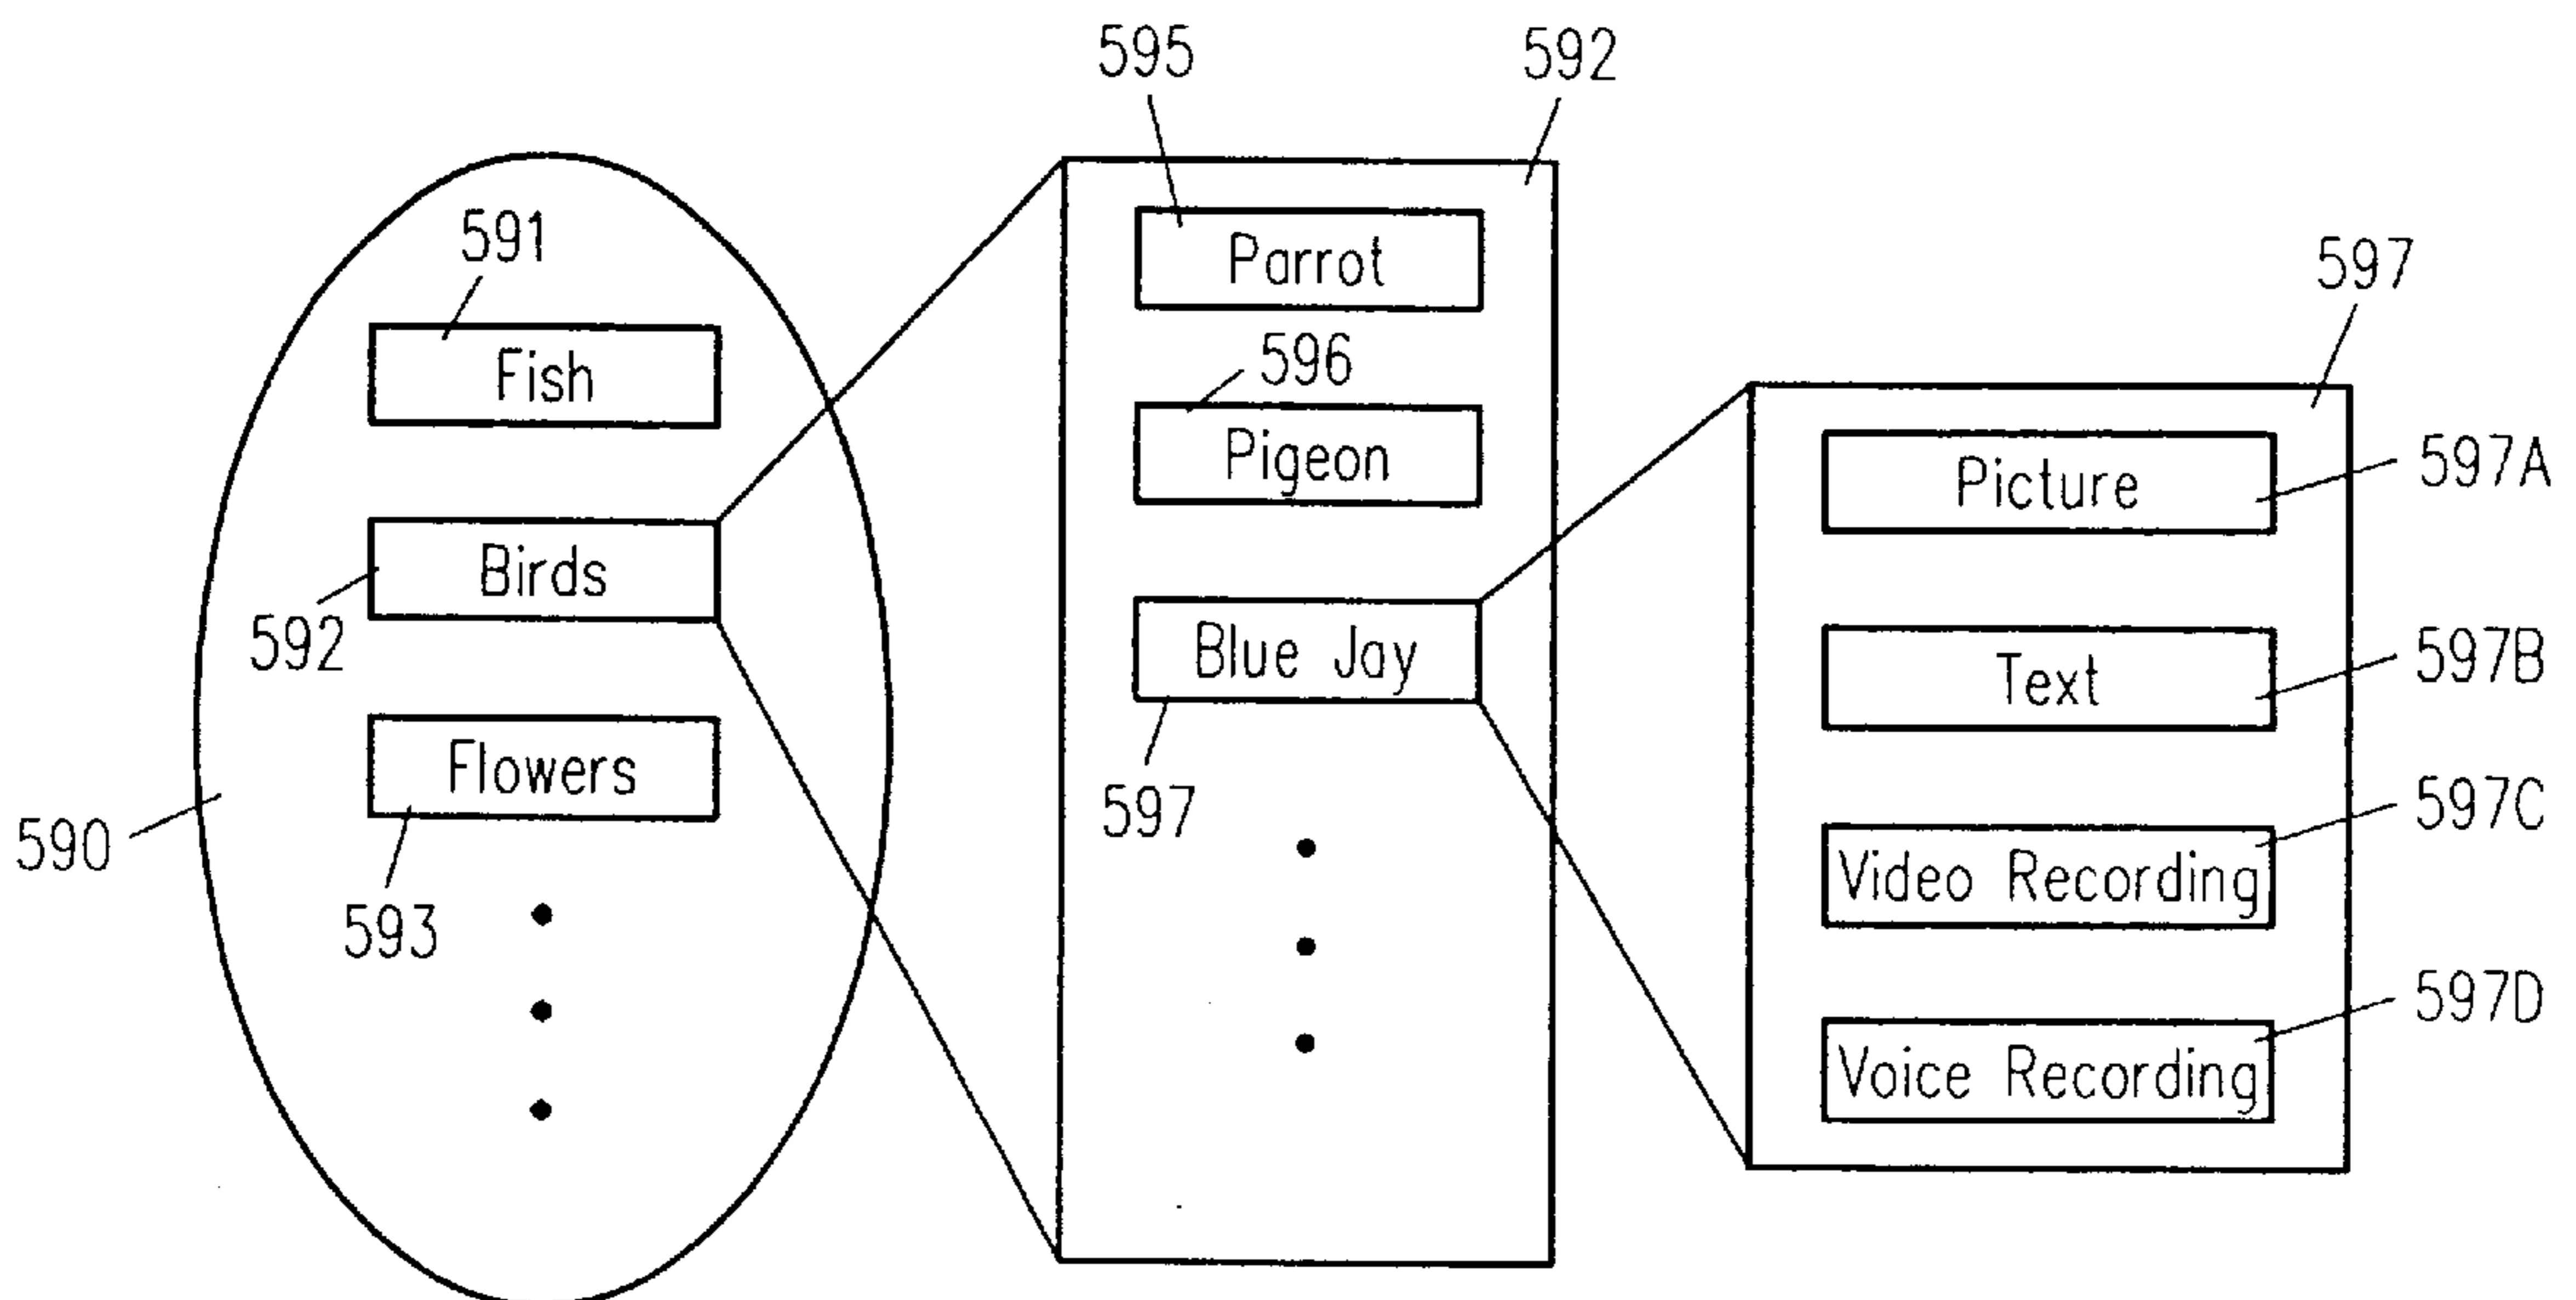 595
592
591
Parrot
597
Fish
596
Pigeon
Picture
597A
Birds
592
Blue Jay
Text
597B
Flowers
597
597C
590
593
Video Recording
597D
Voice Recording